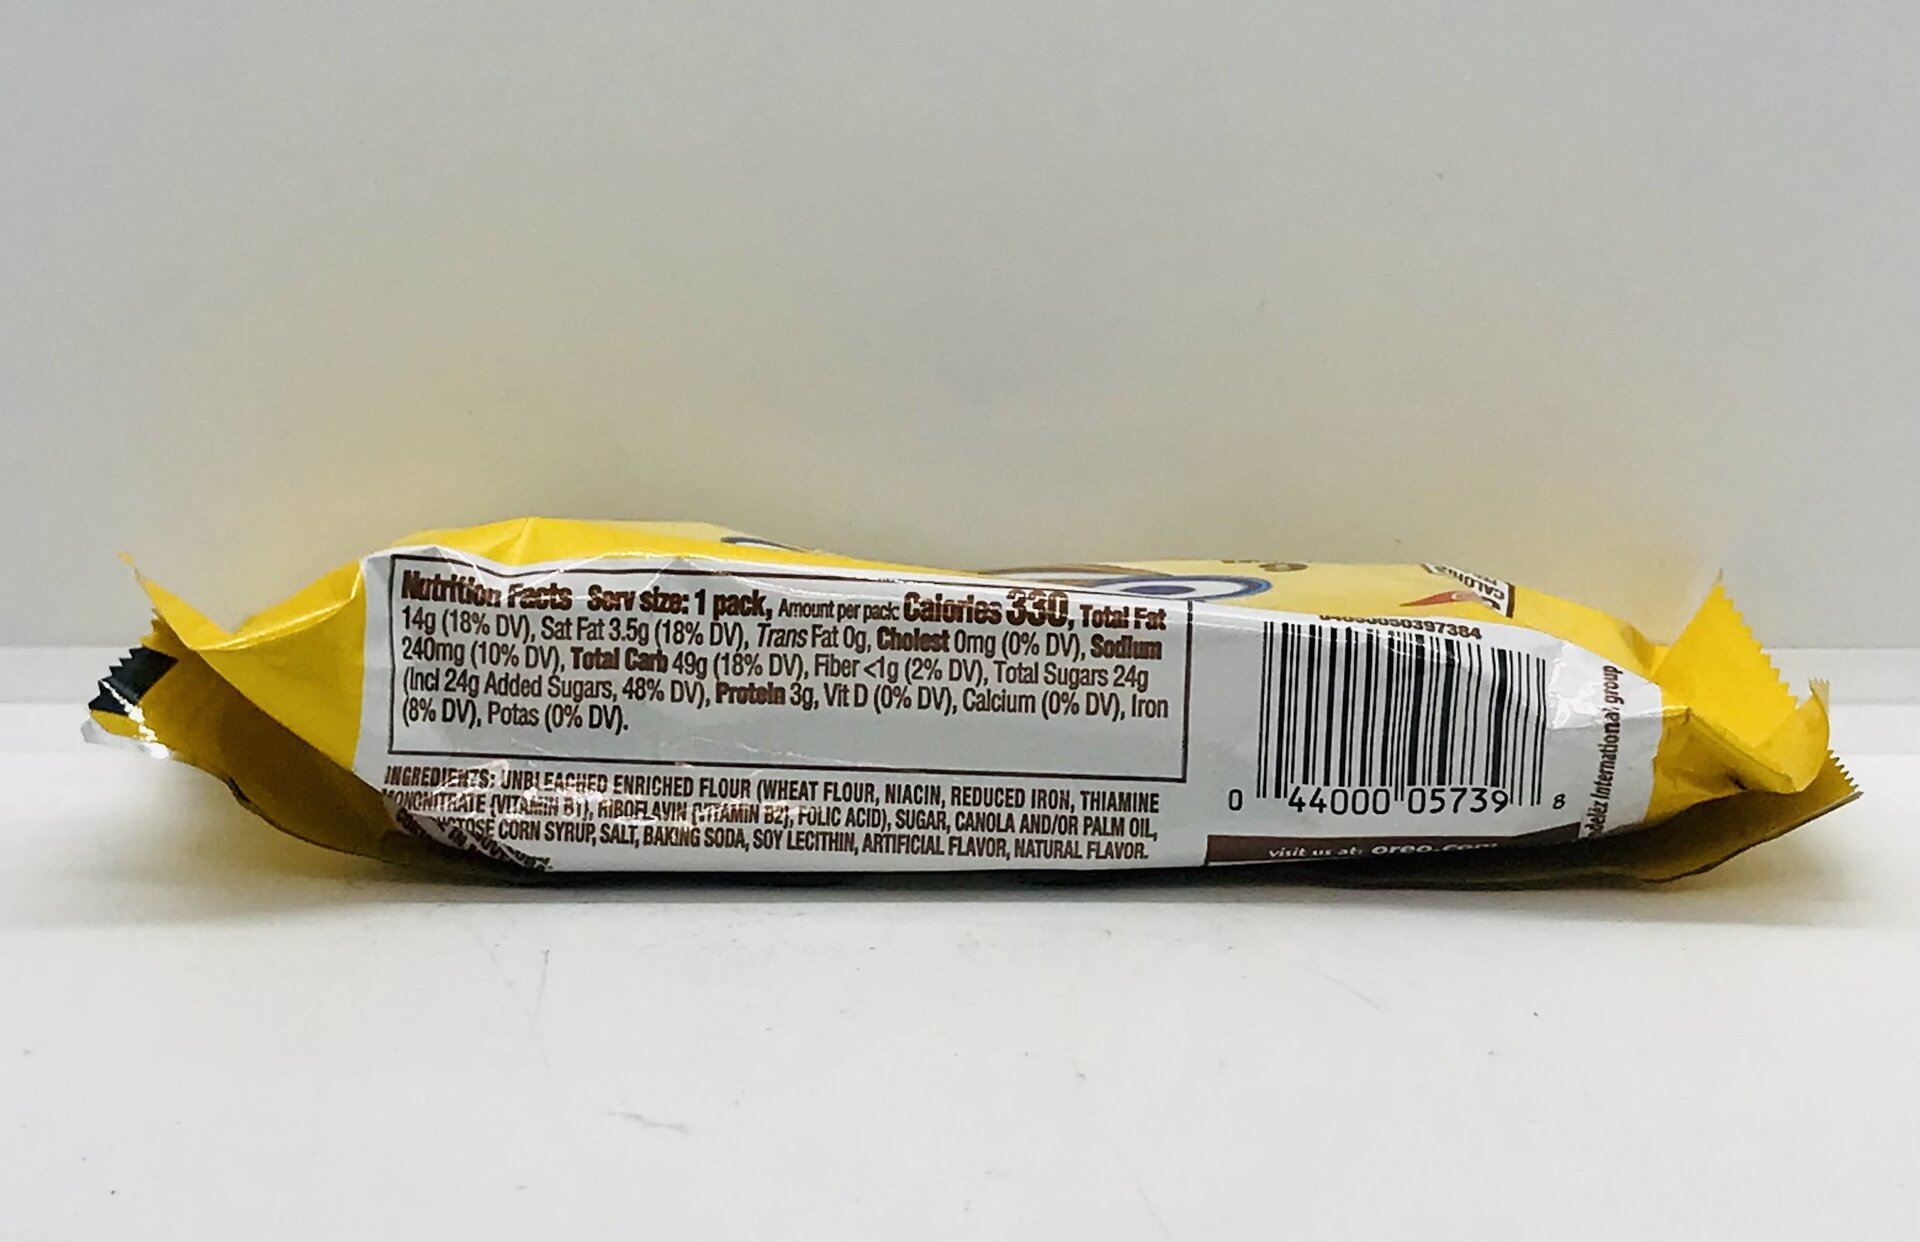 Nutrition Facts Serv size: 1 pack, Amount per pack: Calories 330, Total Fat
14g (18% DV), Sat Fat 3.5g (18% DV), Trans Fat 0g, Cholest 0mg (0% DV), Sodium
240mg (10% DV), Total Carb 49g (18% DV), Fiber <1g (2% DV), Total Sugars 24g
(Incl 24g Added Sugars, 48% DV), Protein 3g, Vit D (0% DV), Calcium (0% DV), Iron
(8% DV), Potas (0% DV).
INGREDIENTS: UNBLEACHED ENRICHED FLOUR (WHEAT FLOUR, NIACIN, REDUCED IRON, THIAMINE
MONONITRATE {VITAMIN B1}, RIBOFLAVIN {VITAMIN B2}, FOLIC ACID), SUGAR, CANOLA AND/OR PALM OIL,
CORN SYRUP, SALT, BAKING SODA, SOY LECITHIN, ARTIFICIAL FLAVOR, NATURAL FLAVOR.
0 44000 05739 8
visit us at: oreo.com
International group